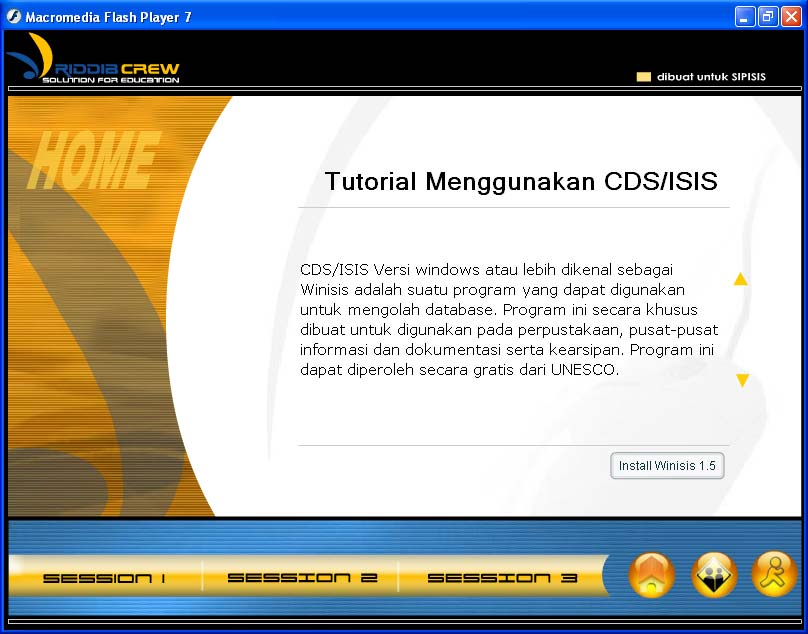 Macromedia Flash Player 7
RIDDIB CREW
SOLUTION FOR EDUCATION
dibuat untuk SIPISIS
HOME
Tutorial Menggunakan CDS/ISIS
CDS/ISIS Versi windows atau lebih dikenal sebagai
Winisis adalah suatu program yang dapat digunakan
untuk mengolah database. Program ini secara khusus
dibuat untuk digunakan pada perpustakaan, pusat-pusat
informasi dan dokumentasi serta kearsipan. Program ini
dapat diperoleh secara gratis dari UNESCO.
Install Winisis 1.5
SESSION 1
SESSION 2
SESSION 3